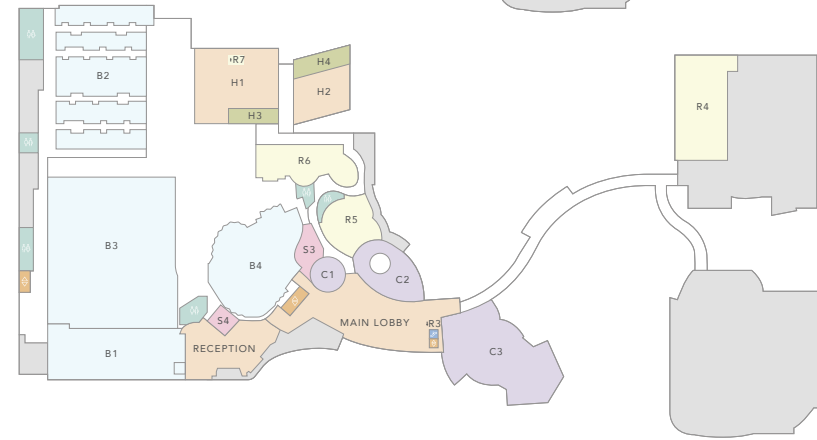 R7
H4
H1
B2
H2
H3
R4
R6
R5
B3
S3
B4
C1
C2
S4
MAIN LOBBY
R3
RECEPTION
B1
C3